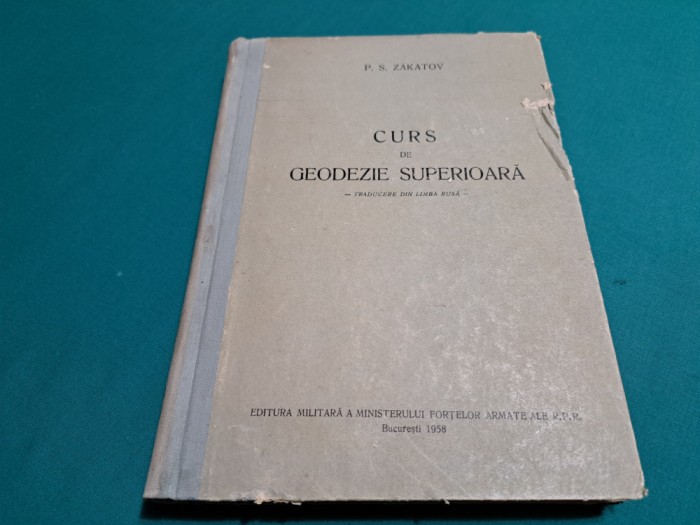 P. S. ZAKATOV
CURS
DE
GEODEZIE SUPERIOARĂ
— TRADUCERE DIN LIMBA RUSĂ —
EDITURA MILITARĂ A MINISTERULUI FORȚELOR ARMATE ALE R.P.R.
București 1958